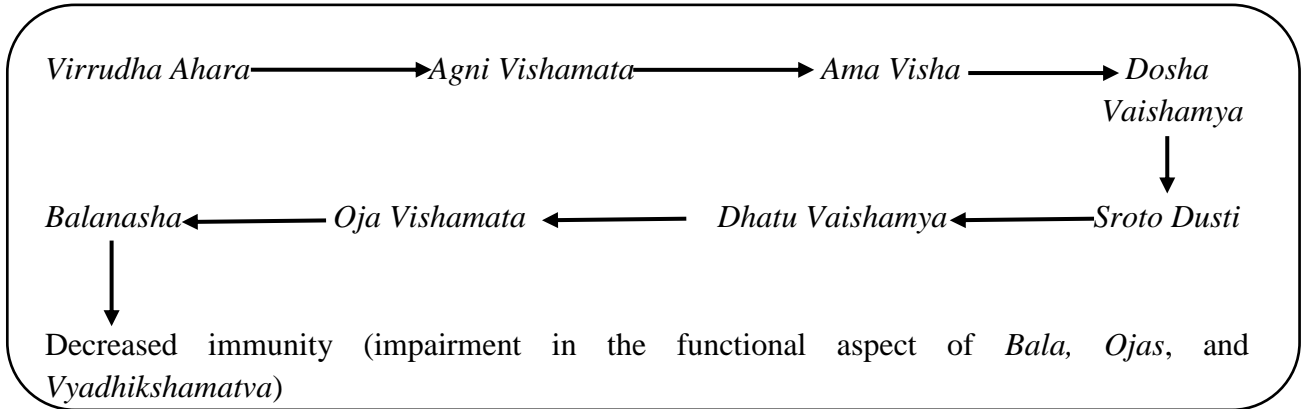 Virrudha Ahara Agni Vishamata Ama Visha Dosha
Vaishamya
Balanasha Oja Vishamata Dhatu Vaishamya Sroto Dusti
Decreased immunity (impairment in the functional aspect of Bala, Ojas, and
Vyadhikshamatva)